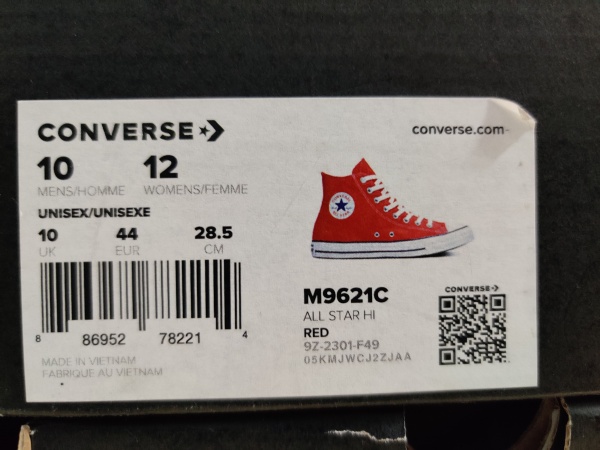 CONVERSE
converse.com
10 12
MENS/HOMME WOMENS/FEMME
UNISEX/UNISEXE
10 44 28.5
UK EUR CM
8 86952 78221 4
MADE IN VIETNAM
FABRIQUE AU VIETNAM
M9621C
ALL STAR HI
RED
9Z-2301-F49
05KMJWCJ2ZJAA
CONVERSE